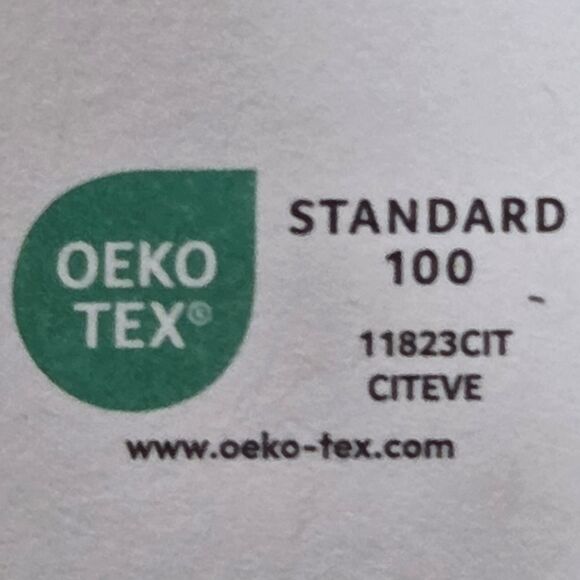 OEKO
TEX®
STANDARD
100
11823CIT
CITEVE
www.oeko-tex.com